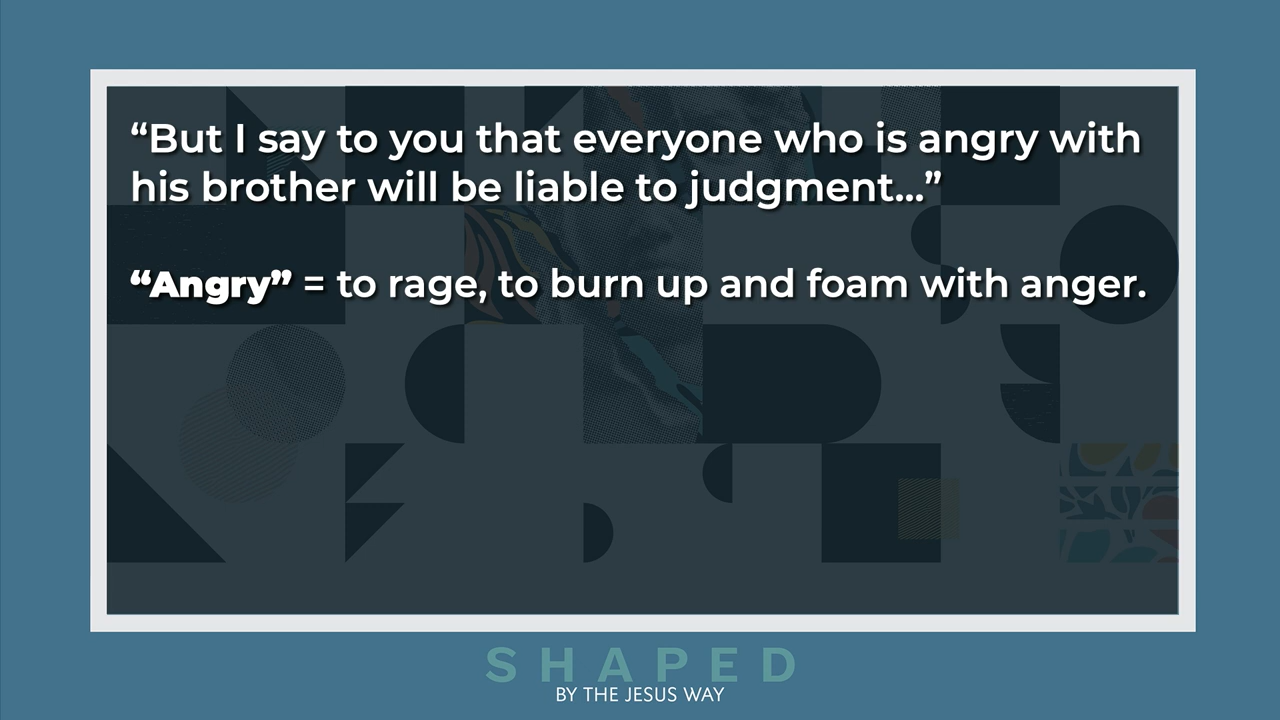 “But I say to you that everyone who is angry with
his brother will be liable to judgment...”
“Angry” = to rage, to burn up and foam with anger.
SHAPED
BY THE JESUS WAY